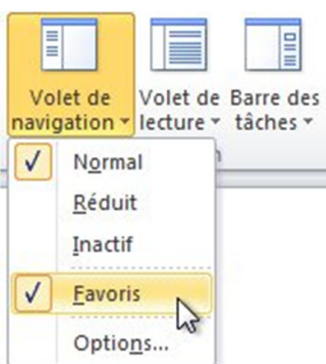 Volet de navigation
Volet de lecture
Barre des tâches
Normal
Réduit
Inactif
Favoris
Options...